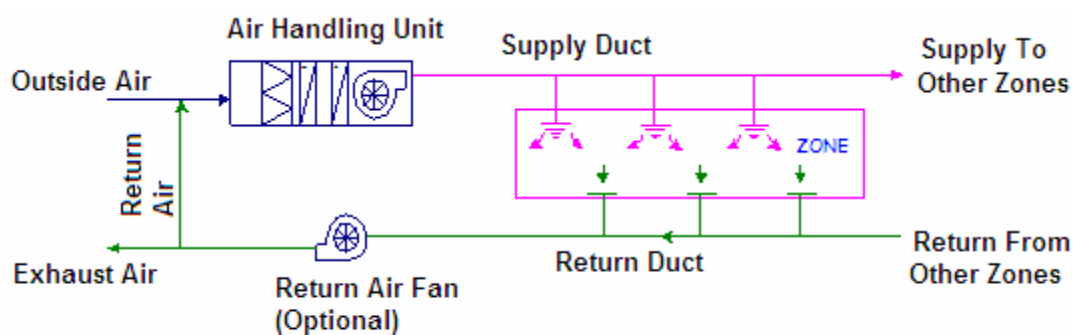 Air Handling Unit
Supply Duct
Supply To
Other Zones
Outside Air
ZONE
Return
Air
Exhaust Air
Return Air Fan
(Optional)
Return Duct
Return From
Other Zones